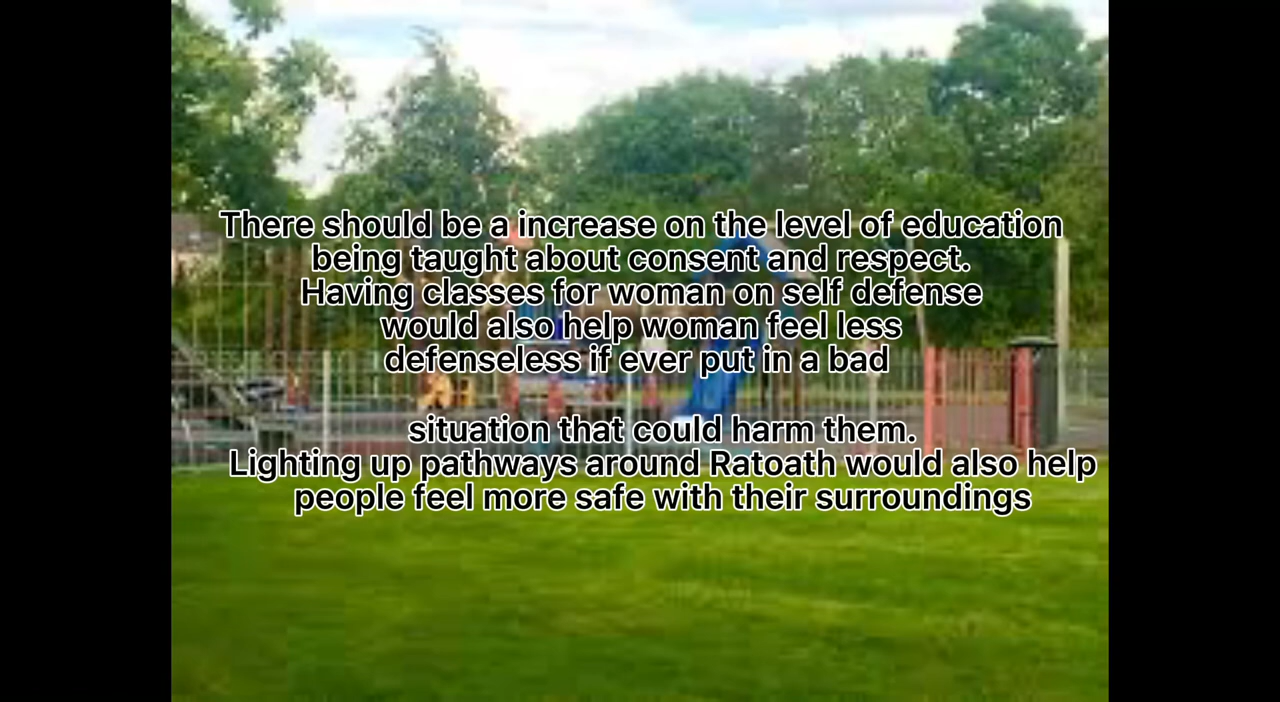 There should be a increase on the level of education
being taught about consent and respect.
Having classes for woman on self defense
would also help woman feel less
defenseless if ever put in a bad
situation that could harm them.
Lighting up pathways around Ratoath would also help
people feel more safe with their surroundings